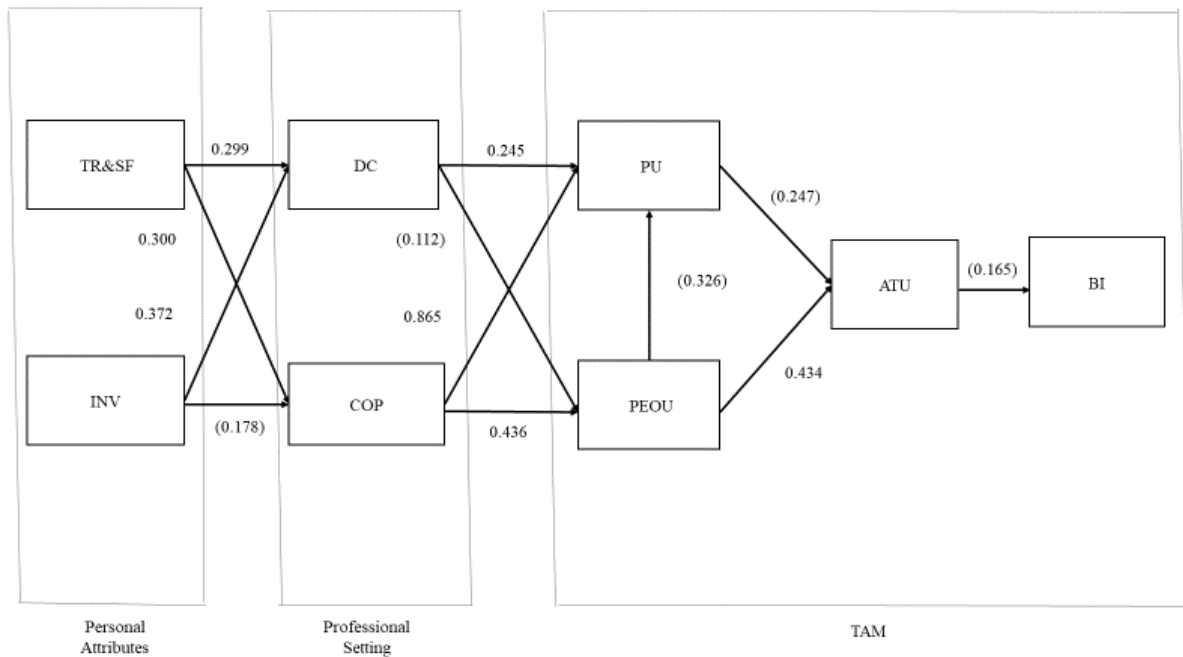 0.299
0.245
TR&SF
DC
PU
(0.247)
0.300
(0.112)
(0.326)
ATU
(0.165)
BI
0.372
0.865
INV
COP
PEOU
0.434
(0.178)
0.436
Personal
Attributes
Professional
Setting
TAM